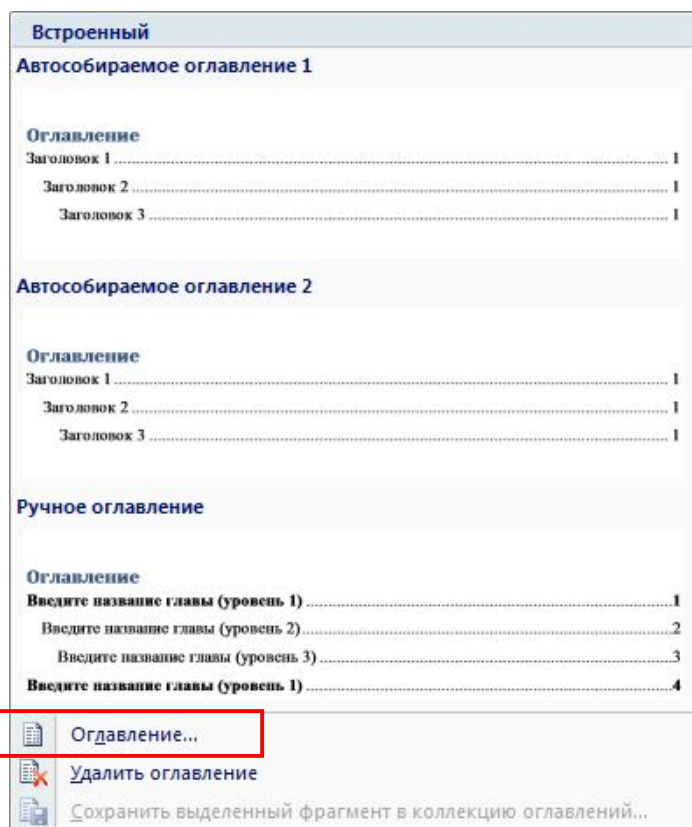 Встроенный
Автособираемое оглавление 1
Оглавление
Заголовок 1 ........................................ 1
Заголовок 2 ........................................ 1
Заголовок 3 ........................................ 1
Автособираемое оглавление 2
Оглавление
Заголовок 1 ........................................ 1
Заголовок 2 ........................................ 1
Заголовок 3 ........................................ 1
Ручное оглавление
Оглавление
Введите название главы (уровень 1) ........................................ 1
Введите название главы (уровень 2) ........................................ 2
Введите название главы (уровень 3) ........................................ 3
Введите название главы (уровень 1) ........................................ 4
Оглавление...
Удалить оглавление
Сохранить выделенный фрагмент в коллекцию оглавлений...